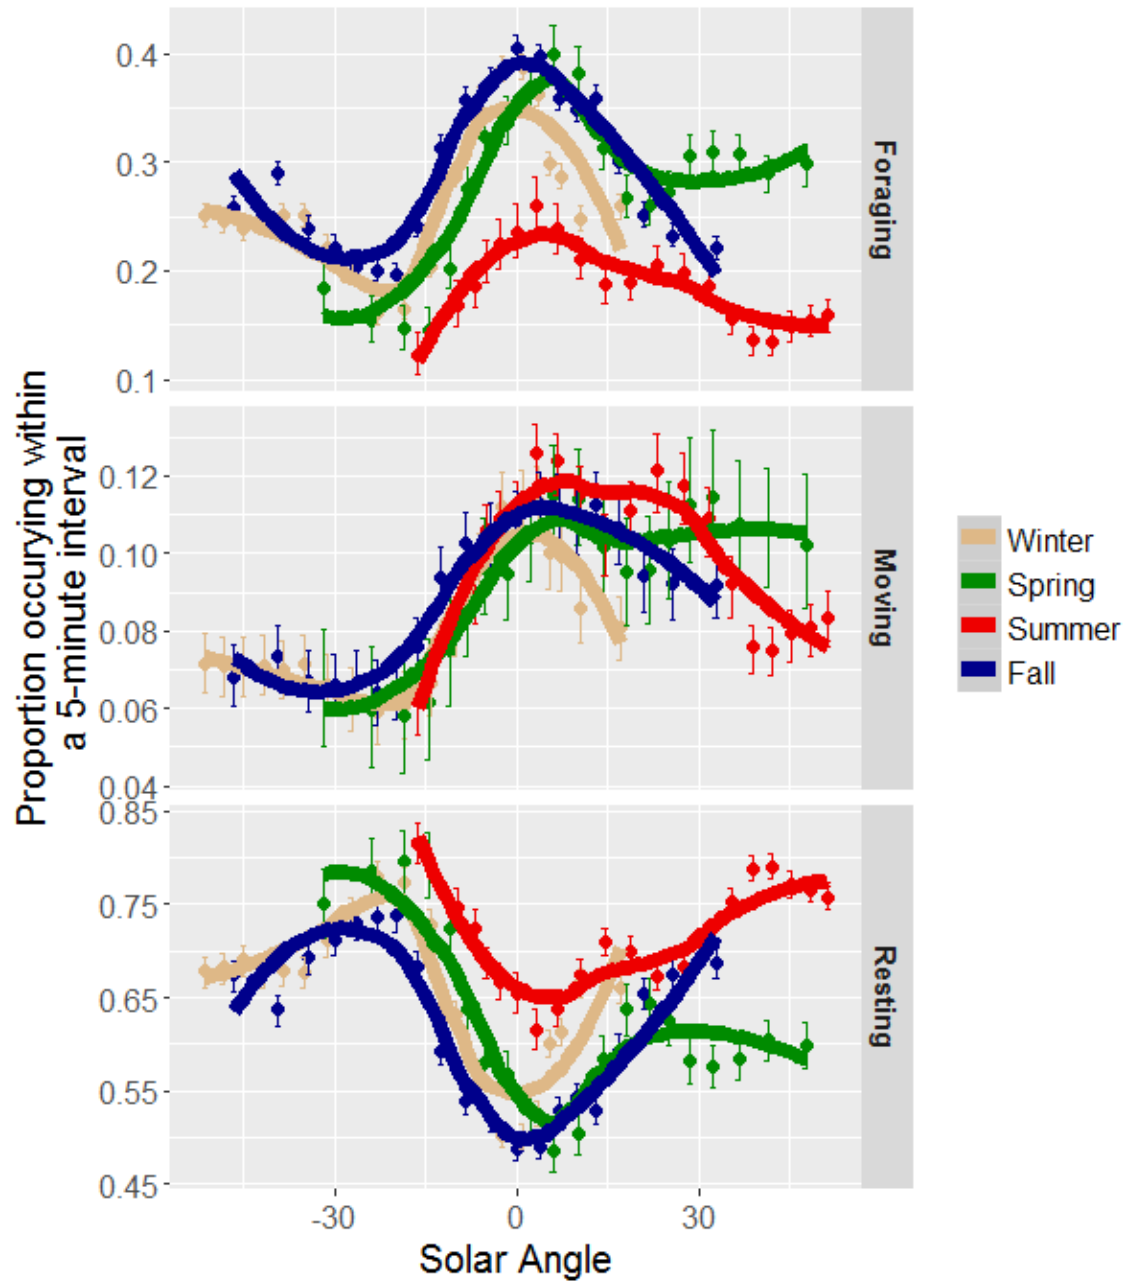 0.4
0.3
0.2
0.1
Foraging
Proportion occurying within
a 5-minute interval
0.12
0.10
0.08
0.06
0.04
Moving
Winter
Spring
Summer
Fall
0.85
0.75
0.65
0.55
0.45
Resting
-30
0
30
Solar Angle